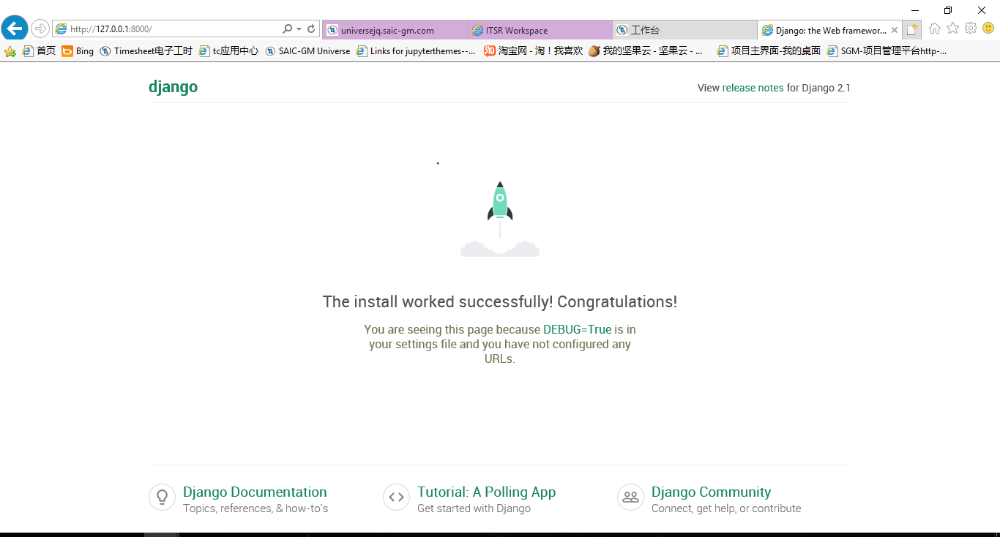 http://127.0.0.1:8000/
universejq.saic-gm.com
ITSR Workspace
工作台
Django: the Web framewor...
首页
Bing
Timesheet电子工时
tc应用中心
SAIC-GM Universe
Links for jupyterthemes--...
淘 淘宝网 - 淘！我喜欢
我的坚果云 - 坚果云 - ...
项目主界面-我的桌面
SGM-项目管理平台http-...
django
View release notes for Django 2.1
The install worked successfully! Congratulations!
You are seeing this page because DEBUG=True is in
your settings file and you have not configured any
URLs.
Django Documentation
Topics, references, & how-to's
Tutorial: A Polling App
Get started with Django
Django Community
Connect, get help, or contribute